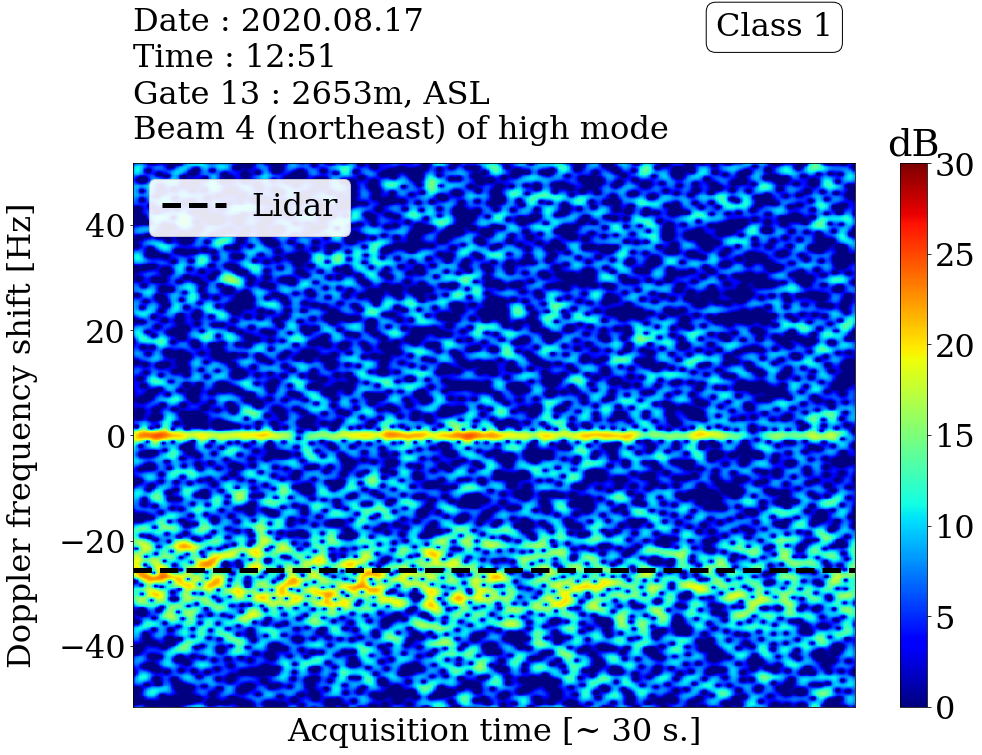 Date : 2020.08.17
Time : 12:51
Gate 13 : 2653m, ASL
Beam 4 (northeast) of high mode
Class 1
dB
Lidar
Doppler frequency shift [Hz]
40
20
0
−20
−40
Acquisition time [~ 30 s.]
30
25
20
15
10
5
0